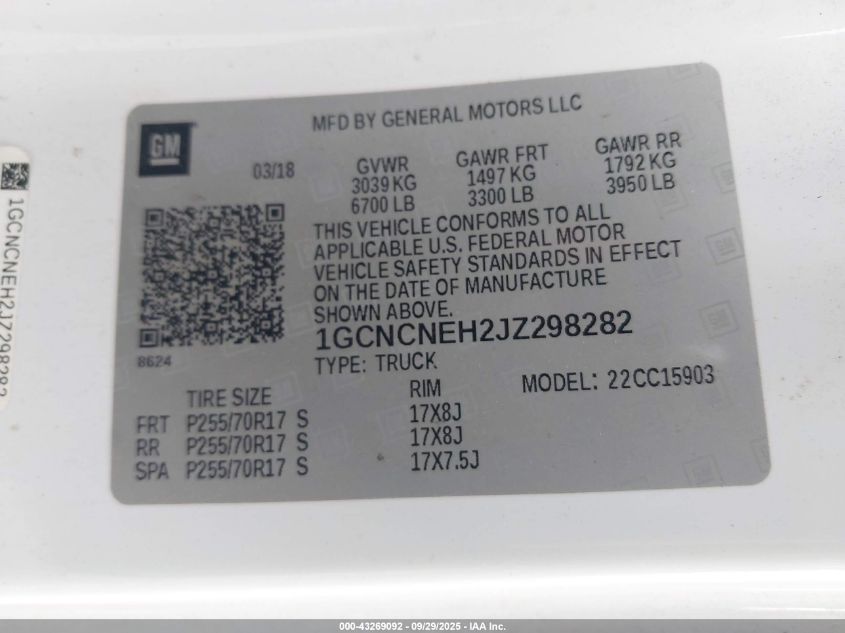 GM
MFD BY GENERAL MOTORS LLC
03/18
GVWR
3039 KG
6700 LB
GAWR FRT
1497 KG
3300 LB
GAWR RR
1792 KG
3950 LB
THIS VEHICLE CONFORMS TO ALL
APPLICABLE U.S. FEDERAL MOTOR
VEHICLE SAFETY STANDARDS IN EFFECT
ON THE DATE OF MANUFACTURE
SHOWN ABOVE.
1GCNCNEH2JZ298282
8624
TYPE: TRUCK
MODEL: 22CC15903
TIRE SIZE
RIM
FRT P255/70R17 S 17X8J
RR P255/70R17 S 17X8J
SPA P255/70R17 S 17X7.5J
1GCNCNEH2JZ298282
000-43269092 - 09/29/2025 - IAA Inc.